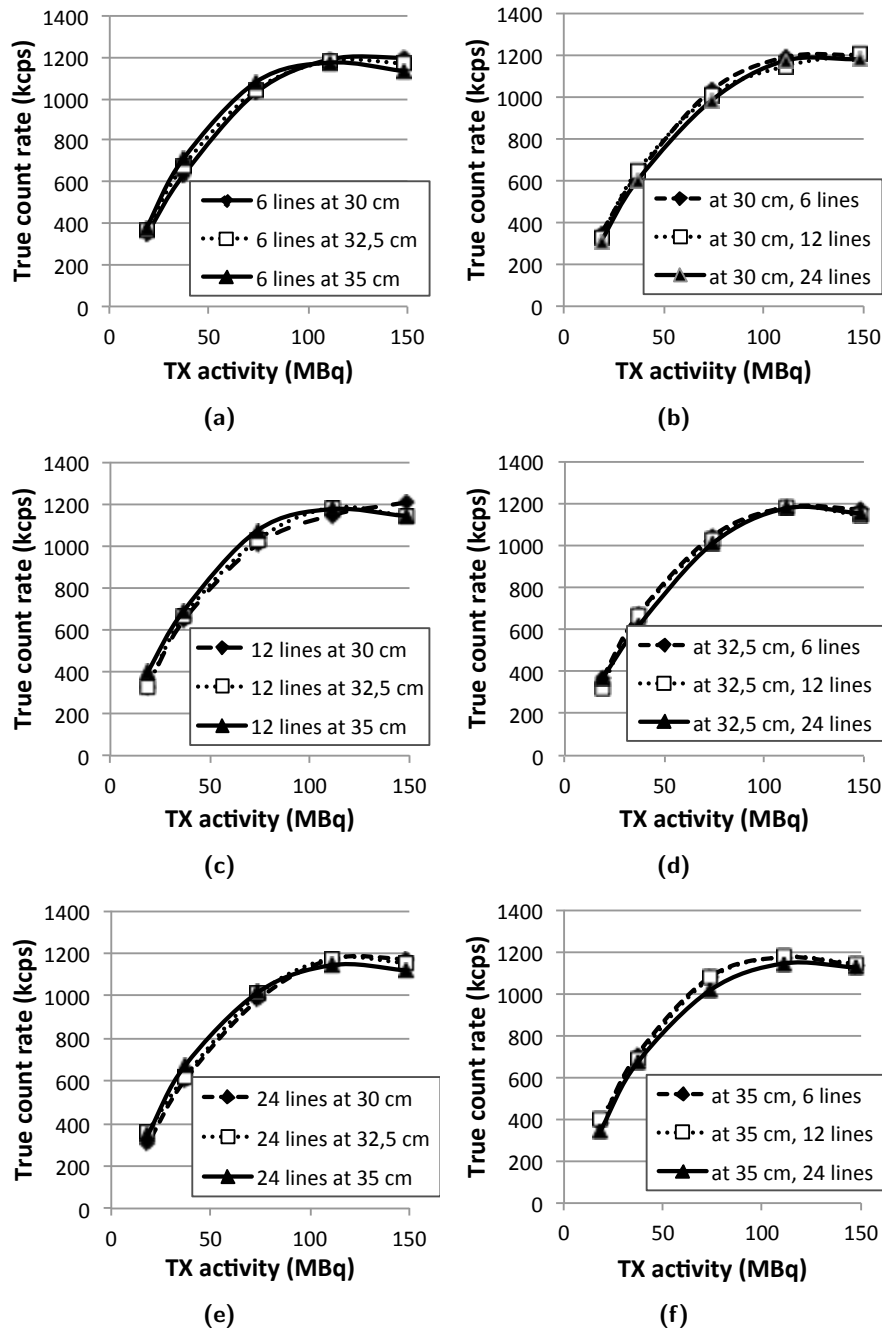 1400
1200
1000
800
600
400
200
0
True count rate (kcps)
6 lines at 30 cm
6 lines at 32,5 cm
6 lines at 35 cm
0 50 100 150
TX activity (MBq)
(a)
1400
1200
1000
800
600
400
200
0
True count rate (kcps)
at 30 cm, 6 lines
at 30 cm, 12 lines
at 30 cm, 24 lines
0 50 100 150
TX activiity (MBq)
(b)
1400
1200
1000
800
600
400
200
0
True count rate (kcps)
12 lines at 30 cm
12 lines at 32,5 cm
12 lines at 35 cm
0 50 100 150
TX activity (MBq)
(c)
1400
1200
1000
800
600
400
200
0
True count rate (kcps)
at 32,5 cm, 6 lines
at 32,5 cm, 12 lines
at 32,5 cm, 24 lines
0 50 100 150
TX activity (MBq)
(d)
1400
1200
1000
800
600
400
200
0
True count rate (kcps)
24 lines at 30 cm
24 lines at 32,5 cm
24 lines at 35 cm
0 50 100 150
TX activity (MBq)
(e)
1400
1200
1000
800
600
400
200
0
True count rate (kcps)
at 35 cm, 6 lines
at 35 cm, 12 lines
at 35 cm, 24 lines
0 50 100 150
TX activity (MBq)
(f)